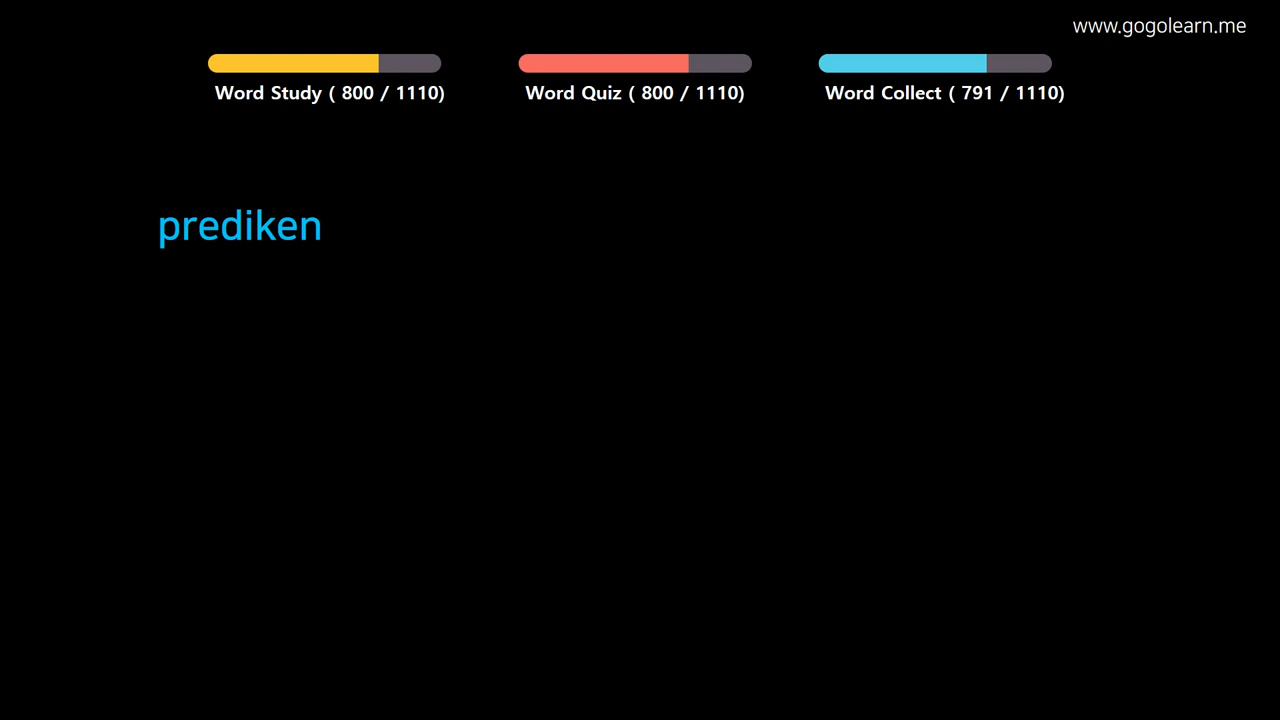 www.gogolearn.me
Word Study ( 800 / 1110)
Word Quiz ( 800 / 1110)
Word Collect ( 791 / 1110)
prediken